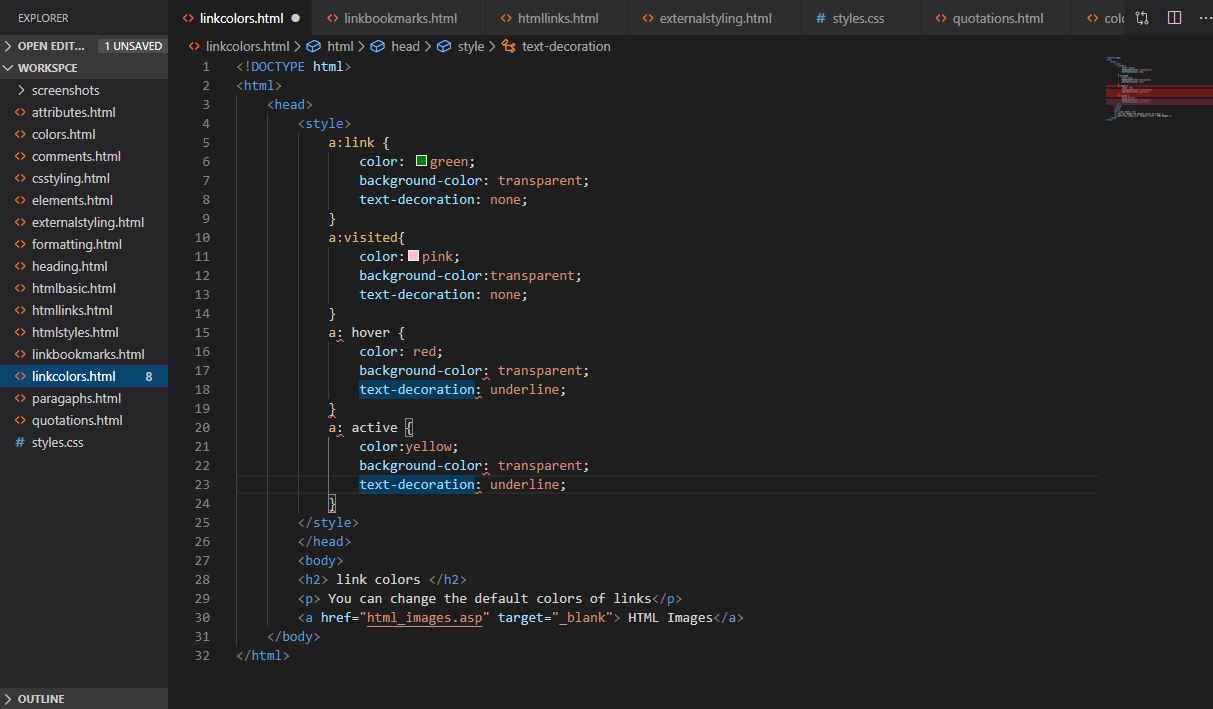 EXPLORER
linkcolors.html
linkbookmarks.html
htmllinks.html
externalstyling.html
# styles.css
quotations.html
OPEN EDIT... 1 UNSAVED
linkcolors.html > html > head > style > text-decoration
WORKSPCE
screenshots
attributes.html
colors.html
comments.html
csstyling.html
elements.html
externalstyling.html
formatting.html
heading.html
htmlbasic.html
htmllinks.html
htmlstyles.html
linkbookmarks.html
linkcolors.html 8
paragaphs.html
quotations.html
# styles.css
OUTLINE
1 <!DOCTYPE html>
2 <html>
3 <head>
4 <style>
5 a:link {
6 color: green;
7 background-color: transparent;
8 text-decoration: none;
9 }
10 a:visited{
11 color: pink;
12 background-color:transparent;
13 text-decoration: none;
14 }
15 a: hover {
16 color: red;
17 background-color: transparent;
18 text-decoration: underline;
19 }
20 a: active {
21 color:yellow;
22 background-color: transparent;
23 text-decoration: underline;
24 }
25 </style>
26 </head>
27 <body>
28 <h2> link colors </h2>
29 <p> You can change the default colors of links</p>
30 <a href="html_images.asp" target="_blank"> HTML Images</a>
31 </body>
32 </html>